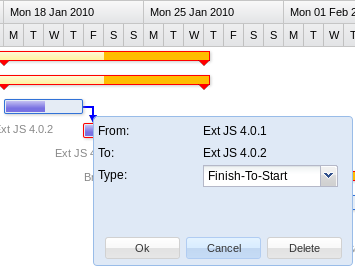 Mon 18 Jan 2010 Mon 25 Jan 2010 Mon 01 Feb 2
M T W T F S S M T W T F S S M T W T
Ext JS 4.0.2
Ext JS 4
From: Ext JS 4.0.1
To: Ext JS 4.0.2
Type: Finish-To-Start
Ok Cancel Delete